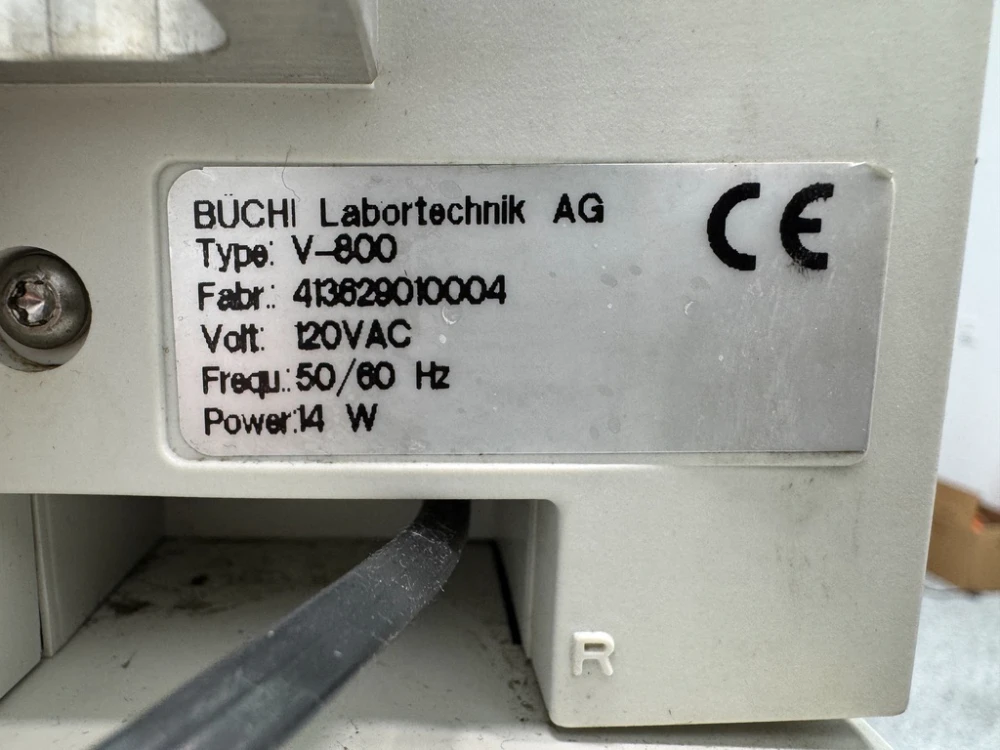 BÜCHI Labortechnik AG
CE
Type: V-800
Fabr.: 413629010004
Volt: 120VAC
Frequ.: 50/60 Hz
Power: 14 W
R